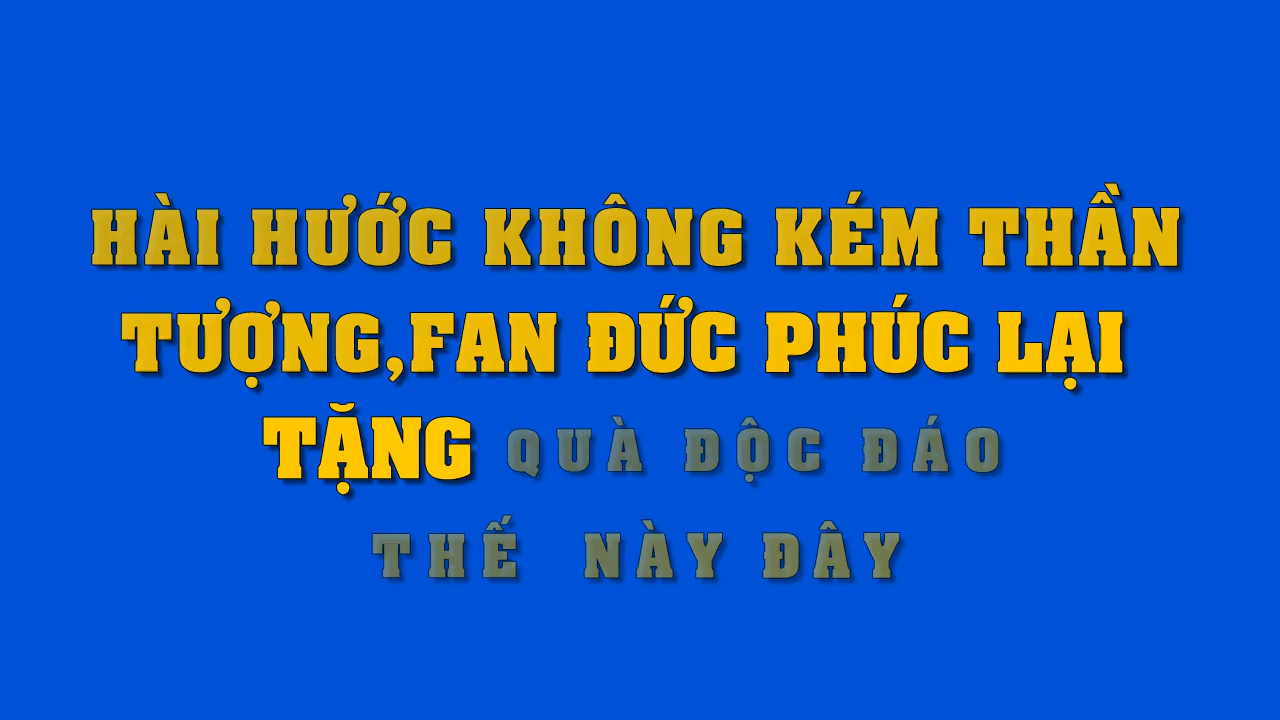 HÀI HƯỚC KHÔNG KÉM THẦN
TƯỢNG,FAN ĐỨC PHÚC LẠI
TẶNG QUÀ ĐỘC ĐÁO
THẾ NÀY ĐÂY